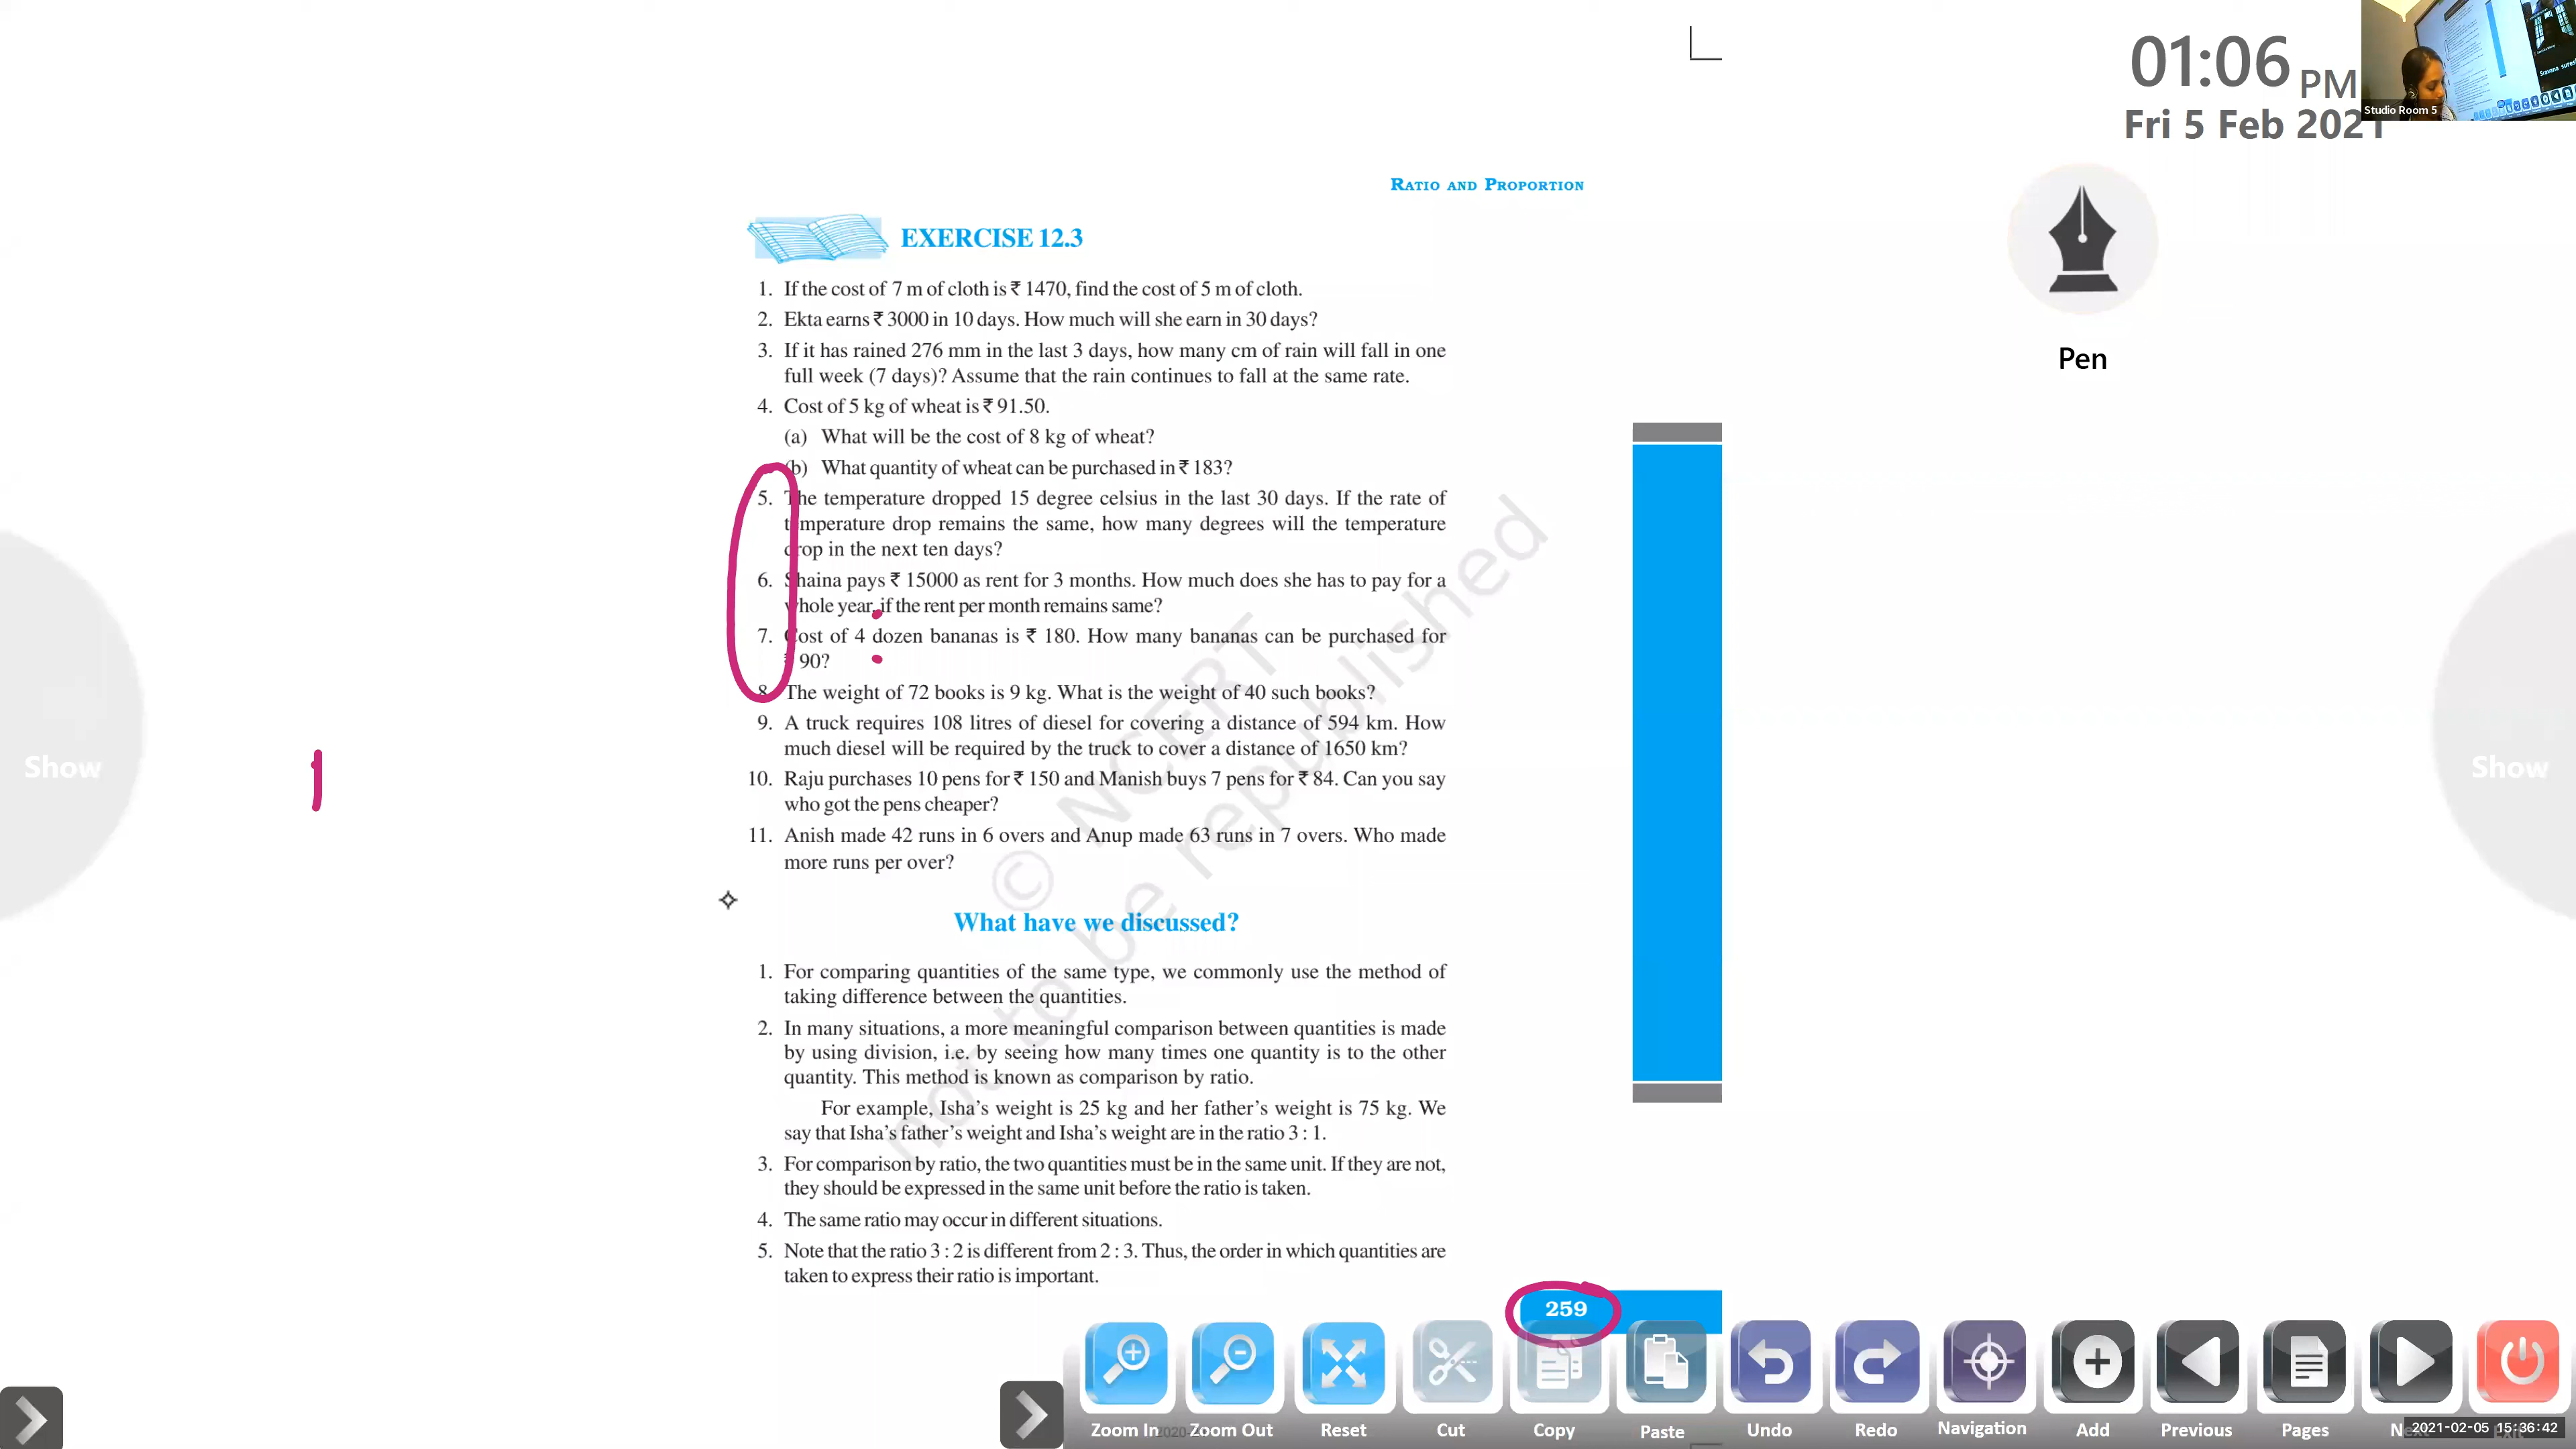 01:06 PM
Fri 5 Feb 2021
Studio Room 5
RATIO AND PROPORTION
EXERCISE 12.3
1. If the cost of 7 m of cloth is ₹ 1470, find the cost of 5 m of cloth.
2. Ekta earns ₹ 3000 in 10 days. How much will she earn in 30 days?
3. If it has rained 276 mm in the last 3 days, how many cm of rain will fall in one
full week (7 days)? Assume that the rain continues to fall at the same rate.
4. Cost of 5 kg of wheat is ₹ 91.50.
(a) What will be the cost of 8 kg of wheat?
(b) What quantity of wheat can be purchased in ₹ 183?
5. The temperature dropped 15 degree celsius in the last 30 days. If the rate of
temperature drop remains the same, how many degrees will the temperature
drop in the next ten days?
6. Shaina pays ₹ 15000 as rent for 3 months. How much does she has to pay for a
whole year, if the rent per month remains same?
7. Cost of 4 dozen bananas is ₹ 180. How many bananas can be purchased for
₹ 90?
8. The weight of 72 books is 9 kg. What is the weight of 40 such books?
9. A truck requires 108 litres of diesel for covering a distance of 594 km. How
much diesel will be required by the truck to cover a distance of 1650 km?
10. Raju purchases 10 pens for ₹ 150 and Manish buys 7 pens for ₹ 84. Can you say
who got the pens cheaper?
11. Anish made 42 runs in 6 overs and Anup made 63 runs in 7 overs. Who made
more runs per over?
What have we discussed?
1. For comparing quantities of the same type, we commonly use the method of
taking difference between the quantities.
2. In many situations, a more meaningful comparison between quantities is made
by using division, i.e. by seeing how many times one quantity is to the other
quantity. This method is known as comparison by ratio.
For example, Isha's weight is 25 kg and her father's weight is 75 kg. We
say that Isha's father's weight and Isha's weight are in the ratio 3 : 1.
3. For comparison by ratio, the two quantities must be in the same unit. If they are not,
they should be expressed in the same unit before the ratio is taken.
4. The same ratio may occur in different situations.
5. Note that the ratio 3 : 2 is different from 2 : 3. Thus, the order in which quantities are
taken to express their ratio is important.
259
© NCERT
not to be republished
Pen
Show
Show
1
Zoom In
Zoom Out
Reset
Cut
Copy
Paste
Undo
Redo
Navigation
Add
Previous
Pages
2021-02-05 15:36:42